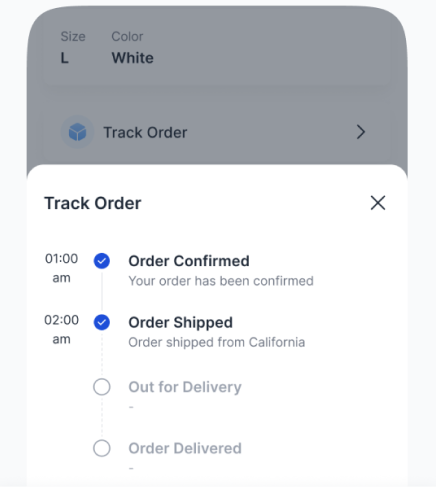 Size Color
L White
Track Order
Track Order
01:00 am Order Confirmed
Your order has been confirmed
02:00 am Order Shipped
Order shipped from California
Out for Delivery
-
Order Delivered
-